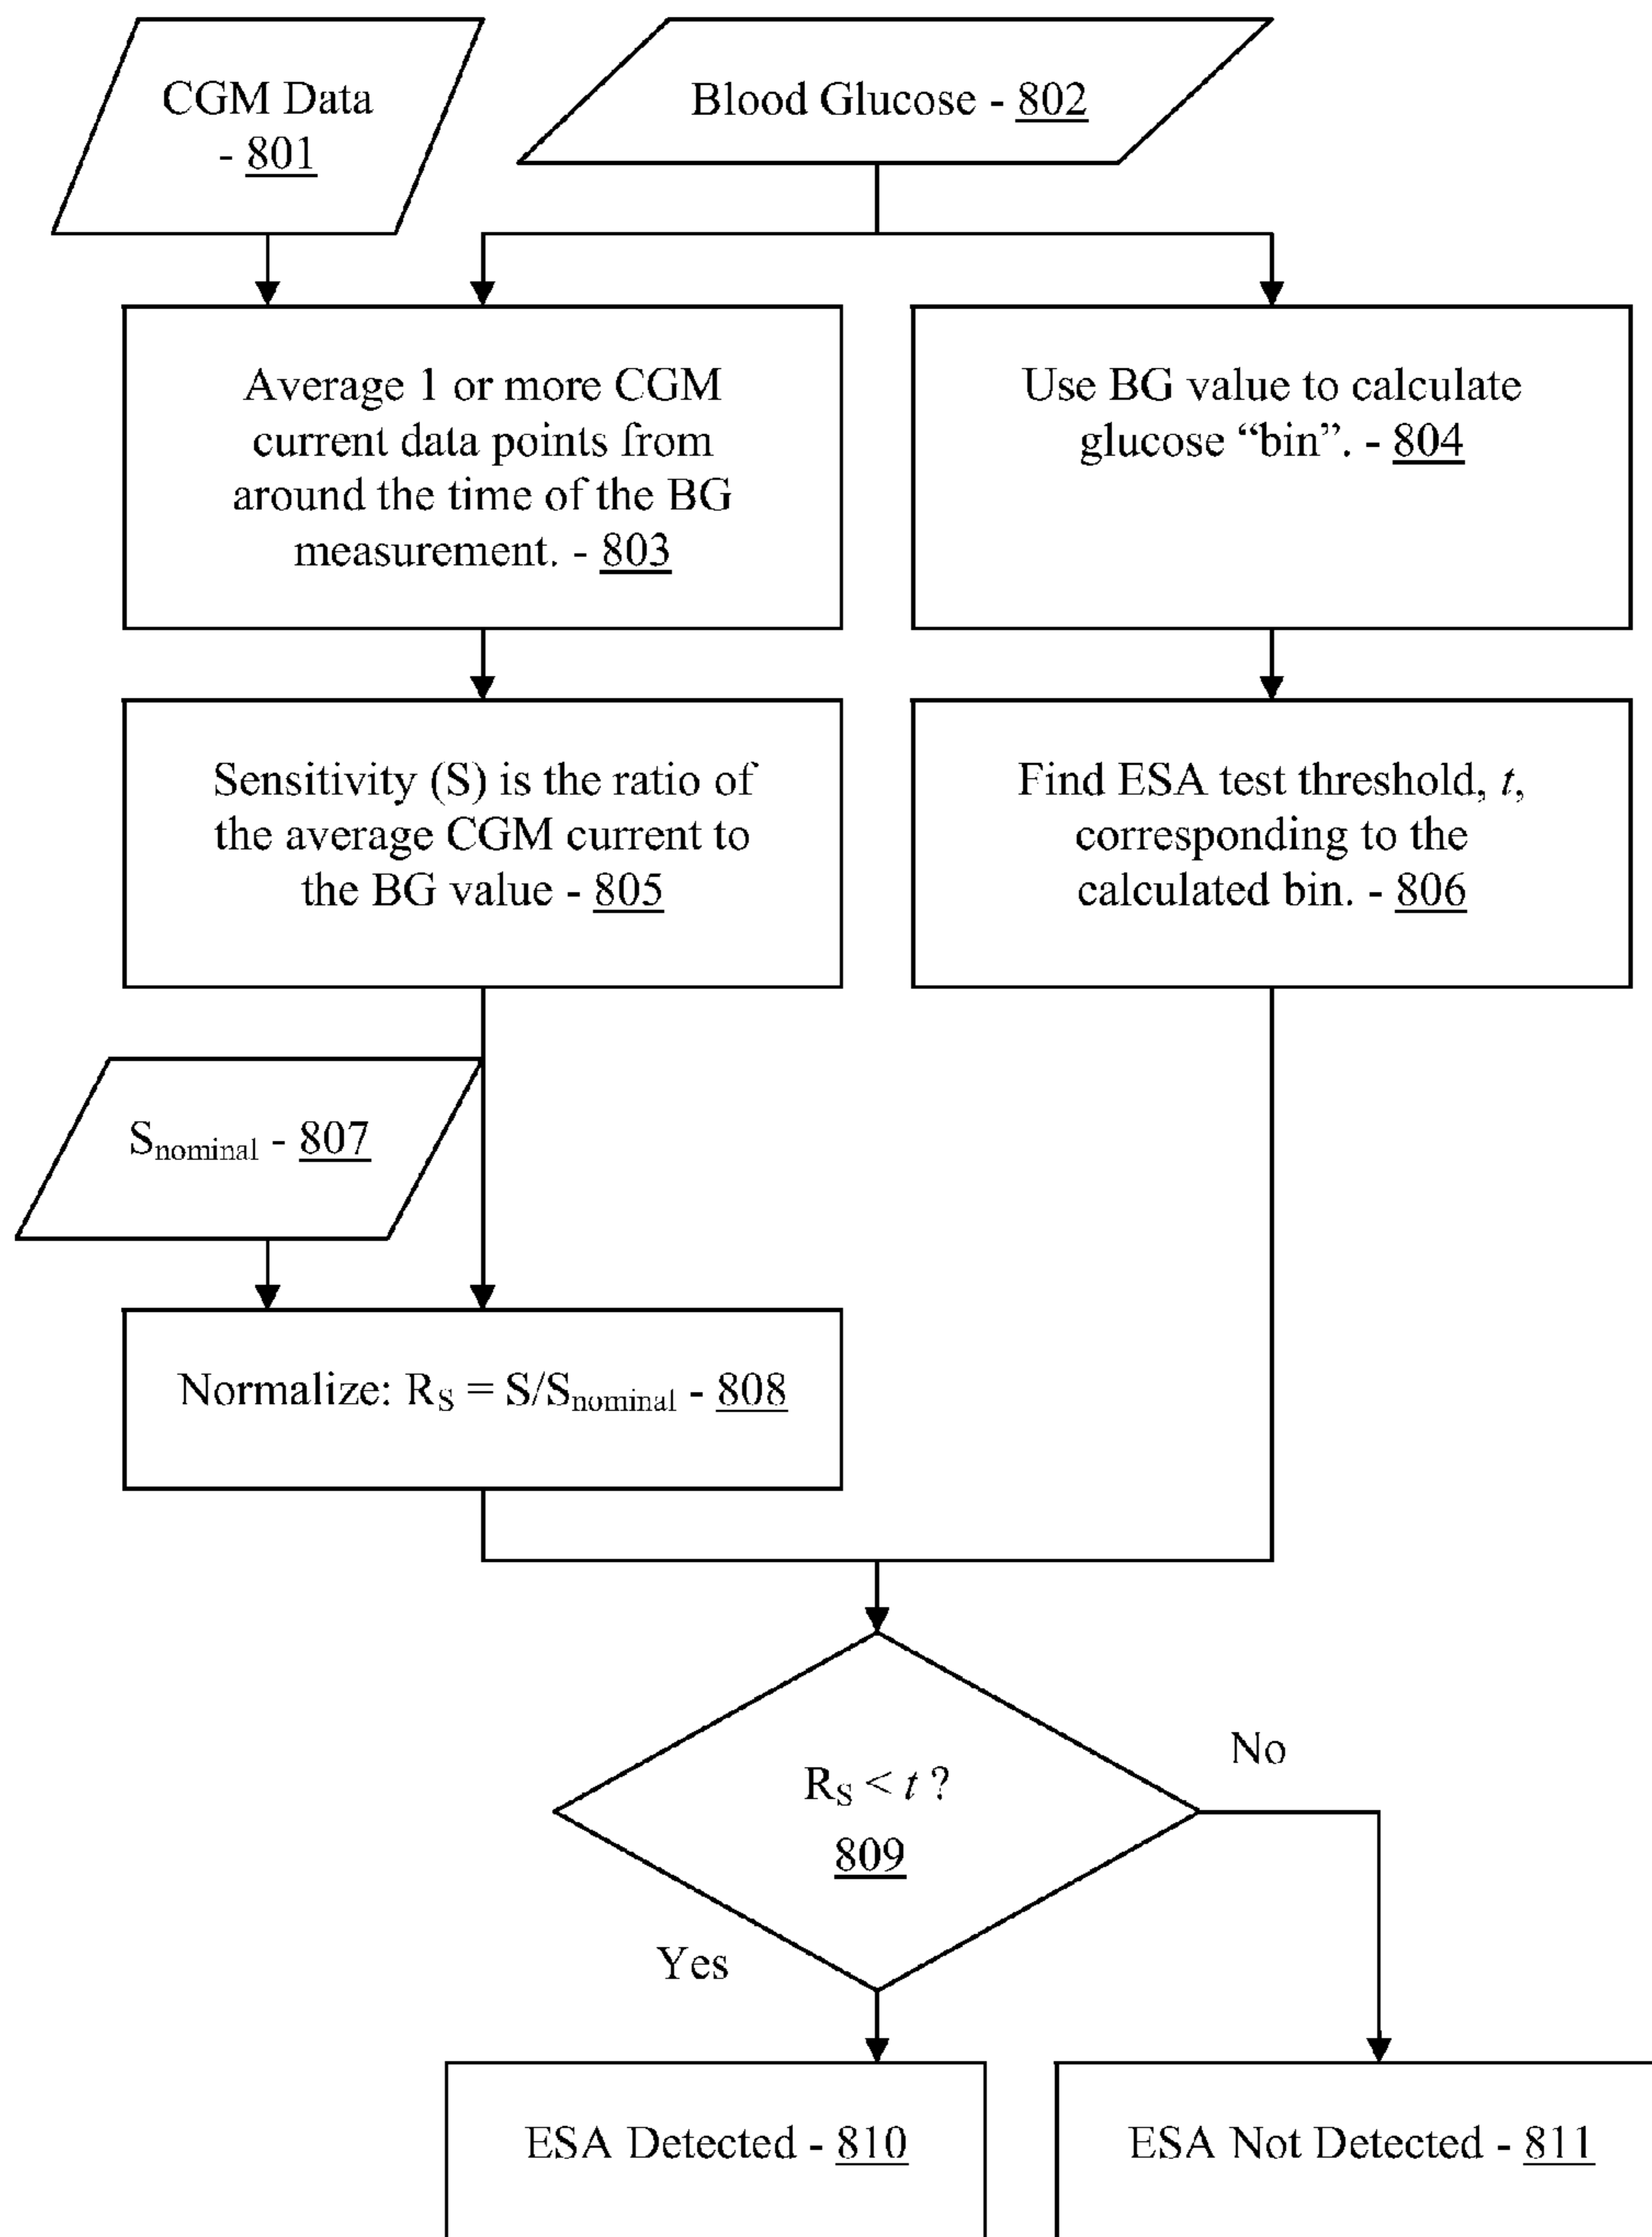 CGM Data
- 801
Blood Glucose - 802
Average 1 or more CGM
current data points from
around the time of the BG
measurement. - 803
Use BG value to calculate
glucose “bin”. - 804
Sensitivity (S) is the ratio of
the average CGM current to
the BG value - 805
Find ESA test threshold, t,
corresponding to the
calculated bin. - 806
Snominal - 807
Normalize: RS = S/Snominal - 808
RS < t ?
809
No
Yes
ESA Detected - 810
ESA Not Detected - 811